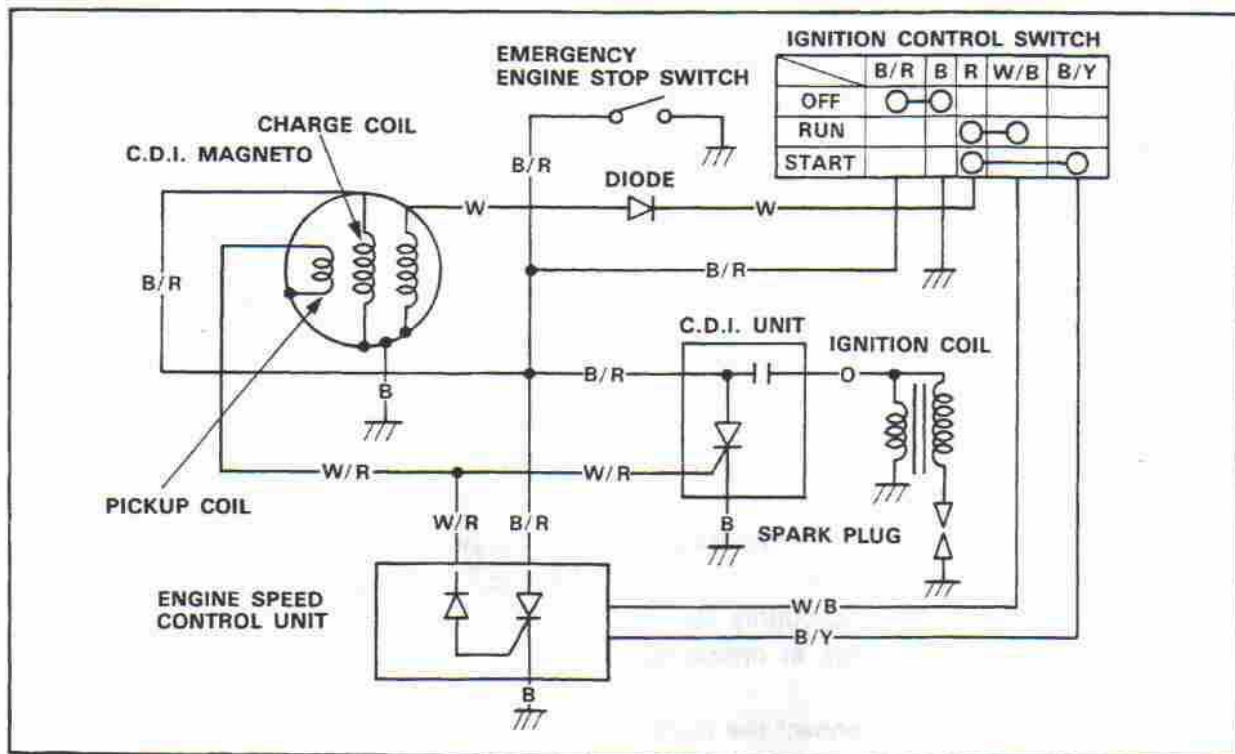 IGNITION CONTROL SWITCH
B/R B R W/B B/Y
OFF
RUN
START
EMERGENCY
ENGINE STOP SWITCH
CHARGE COIL
C.D.I. MAGNETO
B/R
DIODE
W
W
B/R
B/R
C.D.I. UNIT
IGNITION COIL
B/R
O
B
W/R
W/R
PICKUP COIL
W/R
B/R
B
SPARK PLUG
ENGINE SPEED
CONTROL UNIT
W/B
B/Y
B